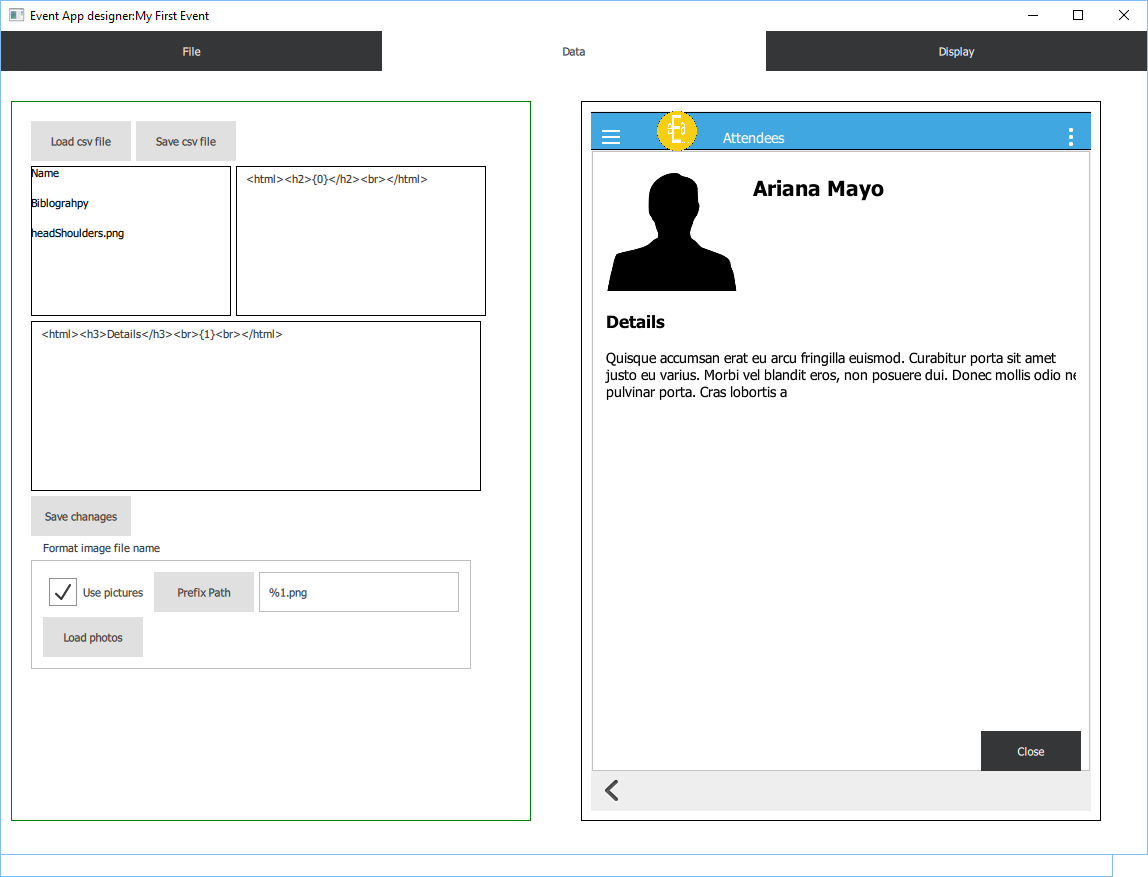 Event App designer:My First Event
File
Data
Display
Load csv file
Save csv file
Name
Biblograhpy
headShoulders.png
<html><h2>{0}</h2><br></html>
<html><h3>Details</h3><br>{1}<br></html>
Save chanages
Format image file name
Use pictures
Prefix Path
%1.png
Load photos
Attendees
Ariana Mayo
Details
Quisque accumsan erat eu arcu fringilla euismod. Curabitur porta sit amet
justo eu varius. Morbi vel blandit eros, non posuere dui. Donec mollis odio ne
pulvinar porta. Cras lobortis a
Close